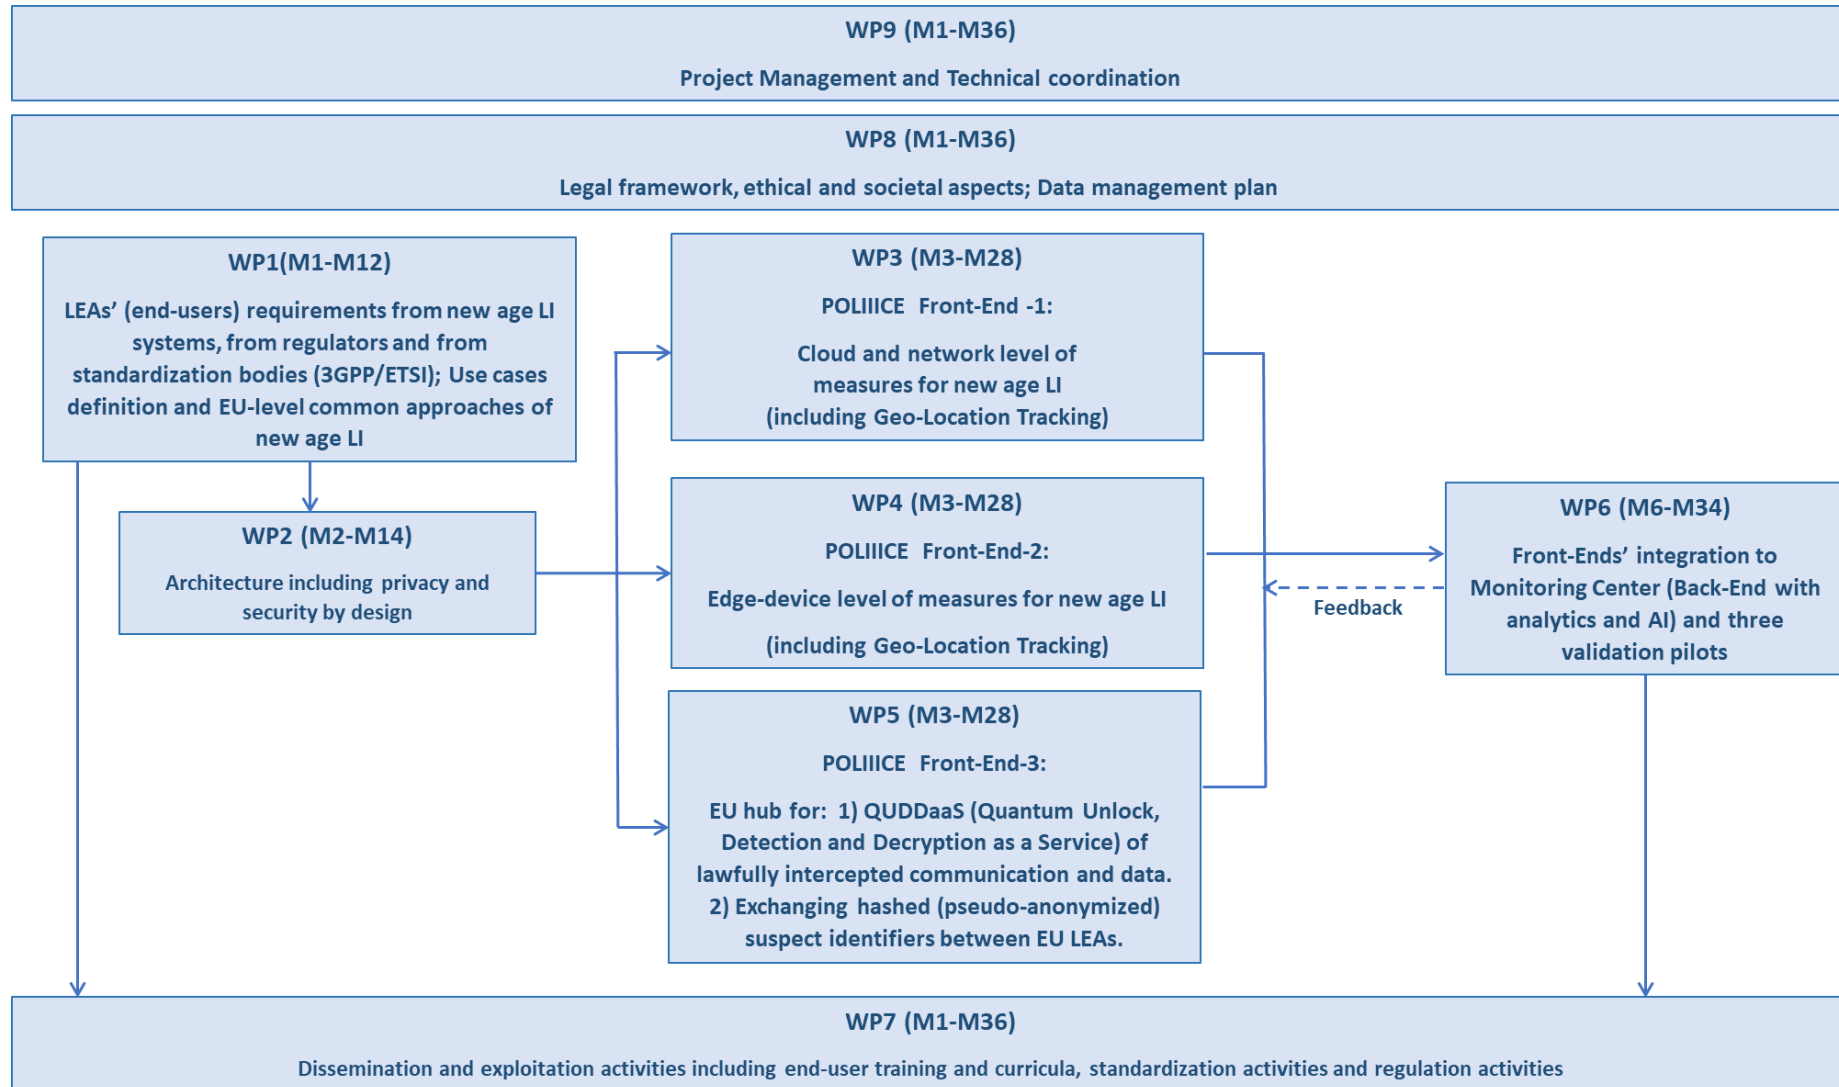 WP9 (M1-M36)
Project Management and Technical coordination
WP8 (M1-M36)
Legal framework, ethical and societal aspects; Data management plan
WP1(M1-M12)
LEAs’ (end-users) requirements from new age LI
systems, from regulators and from
standardization bodies (3GPP/ETSI); Use cases
definition and EU-level common approaches of
new age LI
WP2 (M2-M14)
Architecture including privacy and
security by design
WP3 (M3-M28)
POLIIICE Front-End -1:
Cloud and network level of
measures for new age LI
(including Geo-Location Tracking)
WP4 (M3-M28)
POLIIICE Front-End-2:
Edge-device level of measures for new age LI
(including Geo-Location Tracking)
WP5 (M3-M28)
POLIIICE Front-End-3:
EU hub for: 1) QUDDaaS (Quantum Unlock,
Detection and Decryption as a Service) of
lawfully intercepted communication and data.
2) Exchanging hashed (pseudo-anonymized)
suspect identifiers between EU LEAs.
Feedback
WP6 (M6-M34)
Front-Ends’ integration to
Monitoring Center (Back-End with
analytics and AI) and three
validation pilots
WP7 (M1-M36)
Dissemination and exploitation activities including end-user training and curricula, standardization activities and regulation activities